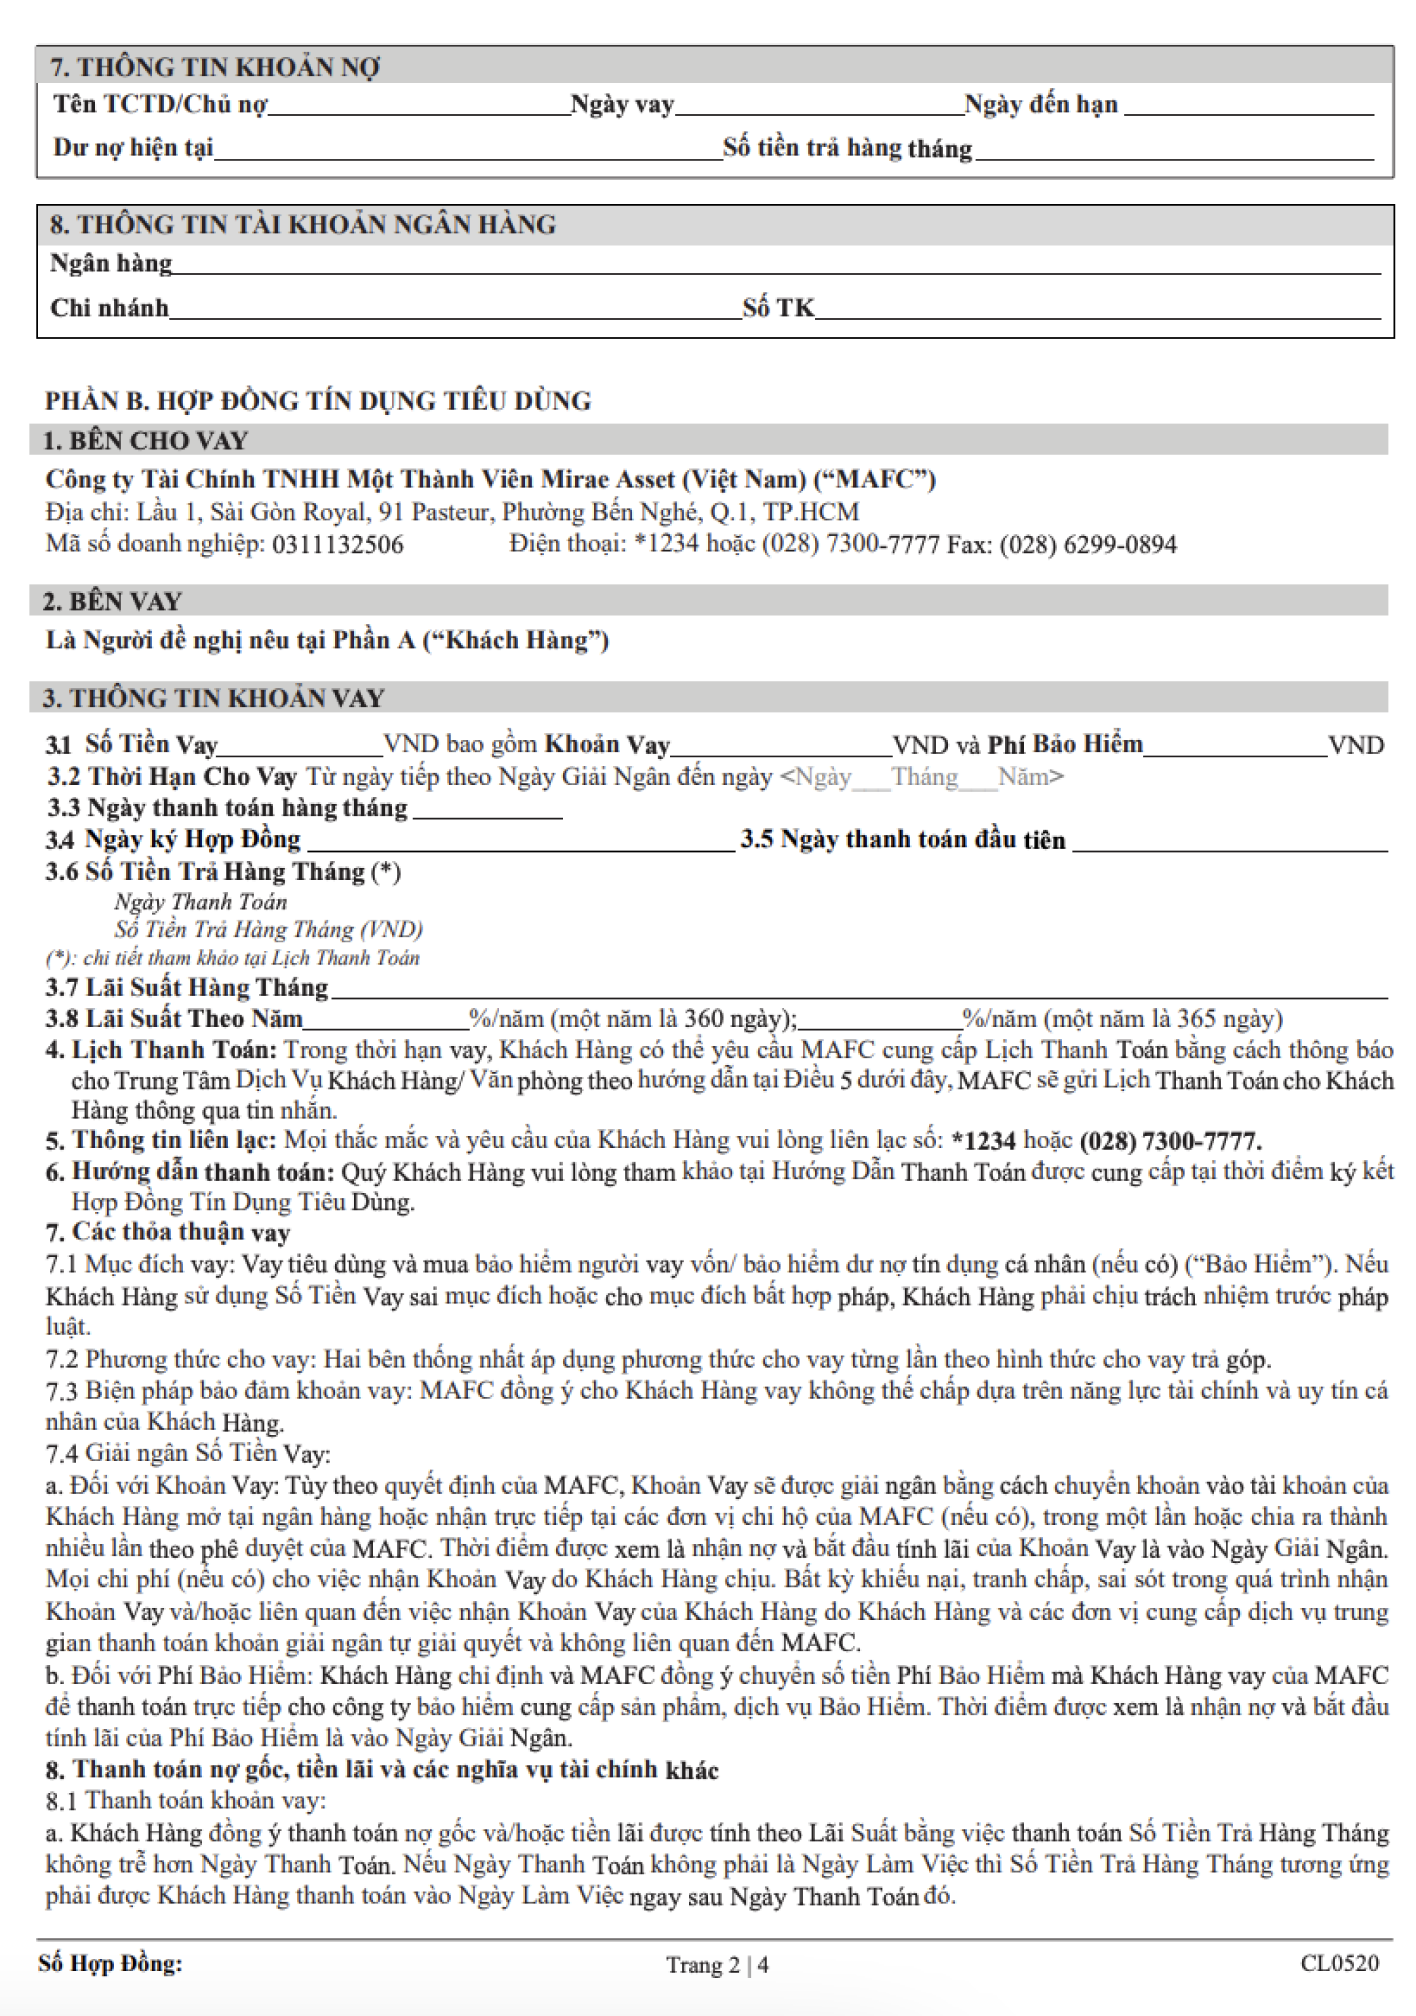 7. THÔNG TIN KHOẢN NỢ
Tên TCTD/Chủ nợ____________________Ngày vay____________________Ngày đến hạn ____________________
Dư nợ hiện tại____________________Số tiền trả hàng tháng____________________
8. THÔNG TIN TÀI KHOẢN NGÂN HÀNG
Ngân hàng____________________
Chi nhánh____________________Số TK____________________
PHẦN B. HỢP ĐỒNG TÍN DỤNG TIÊU DÙNG
1. BÊN CHO VAY
Công ty Tài Chính TNHH Một Thành Viên Mirae Asset (Việt Nam) (“MAFC”)
Địa chỉ: Lầu 1, Sài Gòn Royal, 91 Pasteur, Phường Bến Nghé, Q.1, TP.HCM
Mã số doanh nghiệp: 0311132506 Điện thoại: *1234 hoặc (028) 7300-7777 Fax: (028) 6299-0894
2. BÊN VAY
Là Người đề nghị nêu tại Phần A (“Khách Hàng”)
3. THÔNG TIN KHOẢN VAY
3.1 Số Tiền Vay____________VND bao gồm Khoản Vay________________VND và Phí Bảo Hiểm_____________VND
3.2 Thời Hạn Cho Vay Từ ngày tiếp theo Ngày Giải Ngân đến ngày <Ngày___Tháng___Năm>
3.3 Ngày thanh toán hàng tháng ___________
3.4 Ngày ký Hợp Đồng ____________________ 3.5 Ngày thanh toán đầu tiên ____________________
3.6 Số Tiền Trả Hàng Tháng (*)
Ngày Thanh Toán
Số Tiền Trả Hàng Tháng (VND)
(*): chi tiết tham khảo tại Lịch Thanh Toán
3.7 Lãi Suất Hàng Tháng____________________
3.8 Lãi Suất Theo Năm____________%/năm (một năm là 360 ngày);____________%/năm (một năm là 365 ngày)
4. Lịch Thanh Toán: Trong thời hạn vay, Khách Hàng có thể yêu cầu MAFC cung cấp Lịch Thanh Toán bằng cách thông báo
cho Trung Tâm Dịch Vụ Khách Hàng/ Văn phòng theo hướng dẫn tại Điều 5 dưới đây, MAFC sẽ gửi Lịch Thanh Toán cho Khách
Hàng thông qua tin nhắn.
5. Thông tin liên lạc: Mọi thắc mắc và yêu cầu của Khách Hàng vui lòng liên lạc số: *1234 hoặc (028) 7300-7777.
6. Hướng dẫn thanh toán: Quý Khách Hàng vui lòng tham khảo tại Hướng Dẫn Thanh Toán được cung cấp tại thời điểm ký kết
Hợp Đồng Tín Dụng Tiêu Dùng.
7. Các thỏa thuận vay
7.1 Mục đích vay: Vay tiêu dùng và mua bảo hiểm người vay vốn/ bảo hiểm dư nợ tín dụng cá nhân (nếu có) (“Bảo Hiểm”). Nếu
Khách Hàng sử dụng Số Tiền Vay sai mục đích hoặc cho mục đích bất hợp pháp, Khách Hàng phải chịu trách nhiệm trước pháp
luật.
7.2 Phương thức cho vay: Hai bên thống nhất áp dụng phương thức cho vay từng lần theo hình thức cho vay trả góp.
7.3 Biện pháp bảo đảm khoản vay: MAFC đồng ý cho Khách Hàng vay không thế chấp dựa trên năng lực tài chính và uy tín cá
nhân của Khách Hàng.
7.4 Giải ngân Số Tiền Vay:
a. Đối với Khoản Vay: Tùy theo quyết định của MAFC, Khoản Vay sẽ được giải ngân bằng cách chuyển khoản vào tài khoản của
Khách Hàng mở tại ngân hàng hoặc nhận trực tiếp tại các đơn vị chi hộ của MAFC (nếu có), trong một lần hoặc chia ra thành
nhiều lần theo phê duyệt của MAFC. Thời điểm được xem là nhận nợ và bắt đầu tính lãi của Khoản Vay là vào Ngày Giải Ngân.
Mọi chi phí (nếu có) cho việc nhận Khoản Vay do Khách Hàng chịu. Bất kỳ khiếu nại, tranh chấp, sai sót trong quá trình nhận
Khoản Vay và/hoặc liên quan đến việc nhận Khoản Vay của Khách Hàng do Khách Hàng và các đơn vị cung cấp dịch vụ trung
gian thanh toán khoản giải ngân tự giải quyết và không liên quan đến MAFC.
b. Đối với Phí Bảo Hiểm: Khách Hàng chỉ định và MAFC đồng ý chuyển số tiền Phí Bảo Hiểm mà Khách Hàng vay của MAFC
để thanh toán trực tiếp cho công ty bảo hiểm cung cấp sản phẩm, dịch vụ Bảo Hiểm. Thời điểm được xem là nhận nợ và bắt đầu
tính lãi của Phí Bảo Hiểm là vào Ngày Giải Ngân.
8. Thanh toán nợ gốc, tiền lãi và các nghĩa vụ tài chính khác
8.1 Thanh toán khoản vay:
a. Khách Hàng đồng ý thanh toán nợ gốc và/hoặc tiền lãi được tính theo Lãi Suất bằng việc thanh toán Số Tiền Trả Hàng Tháng
không trễ hơn Ngày Thanh Toán. Nếu Ngày Thanh Toán không phải là Ngày Làm Việc thì Số Tiền Trả Hàng Tháng tương ứng
phải được Khách Hàng thanh toán vào Ngày Làm Việc ngay sau Ngày Thanh Toán đó.
Số Hợp Đồng: Trang 2 | 4 CL0520